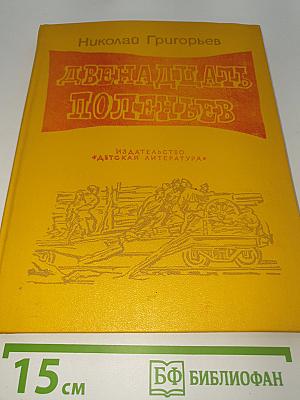 Николай Григорьев
ДВЕНАДЦАТЬ
ПОЛЕНЬЕВ
ИЗДАТЕЛЬСТВО
«ДЕТСКАЯ ЛИТЕРАТУРА»
15 см
БФ БИБЛИОФАН